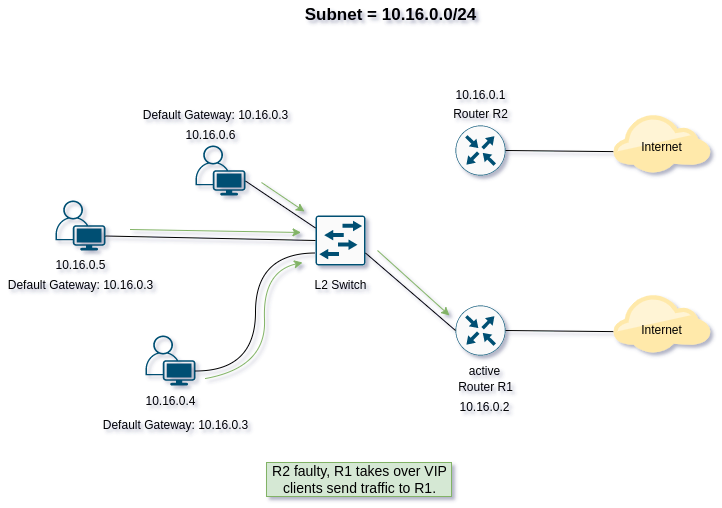 Subnet = 10.16.0.0/24
10.16.0.1
Router R2
Internet
Default Gateway: 10.16.0.3
10.16.0.6
10.16.0.5
Default Gateway: 10.16.0.3
L2 Switch
Internet
10.16.0.4
Default Gateway: 10.16.0.3
active
Router R1
10.16.0.2
R2 faulty, R1 takes over VIP
clients send traffic to R1.